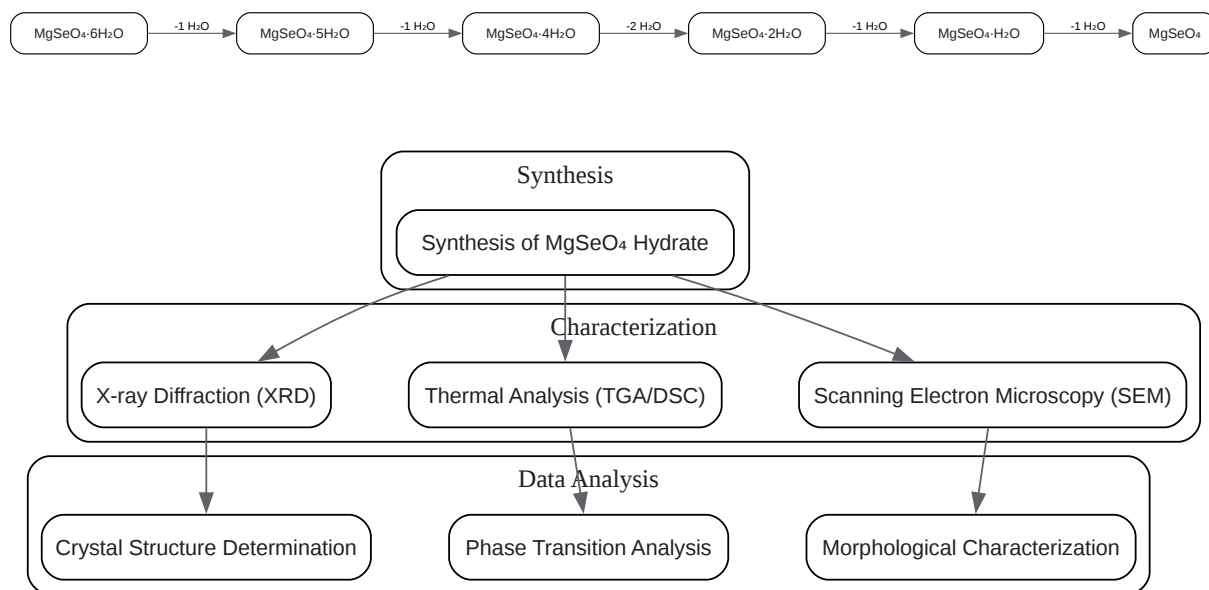 MgSeO₄·6H₂O
-1 H₂O
MgSeO₄·5H₂O
-1 H₂O
MgSeO₄·4H₂O
-2 H₂O
MgSeO₄·2H₂O
-1 H₂O
MgSeO₄·H₂O
-1 H₂O
MgSeO₄
Synthesis
Synthesis of MgSeO₄ Hydrate
Characterization
X-ray Diffraction (XRD)
Thermal Analysis (TGA/DSC)
Scanning Electron Microscopy (SEM)
Data Analysis
Crystal Structure Determination
Phase Transition Analysis
Morphological Characterization